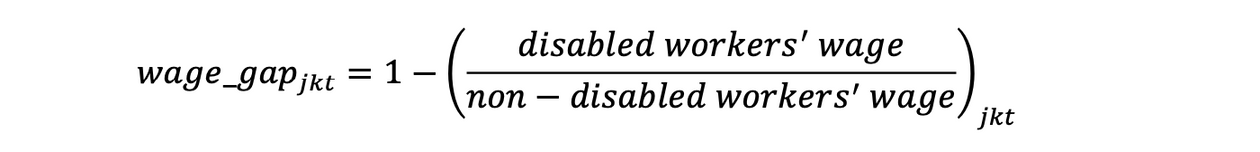 wage_gap_jkt = 1 − (disabled workers' wage / non − disabled workers' wage)_jkt